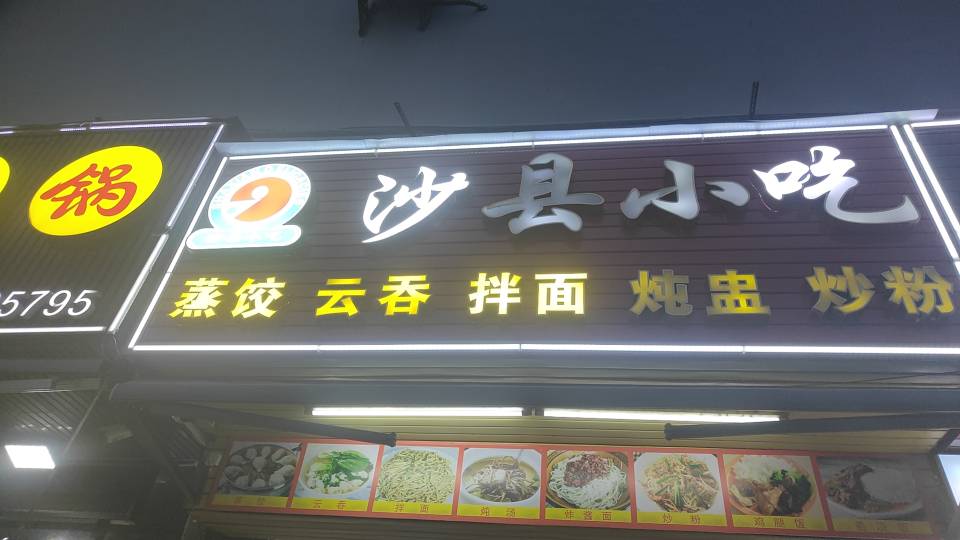 锅
5795
沙县小吃
蒸饺 云吞 拌面 炖盅 炒粉
云吞 拌面 炖汤 炸酱面 炒粉 鸡腿饭